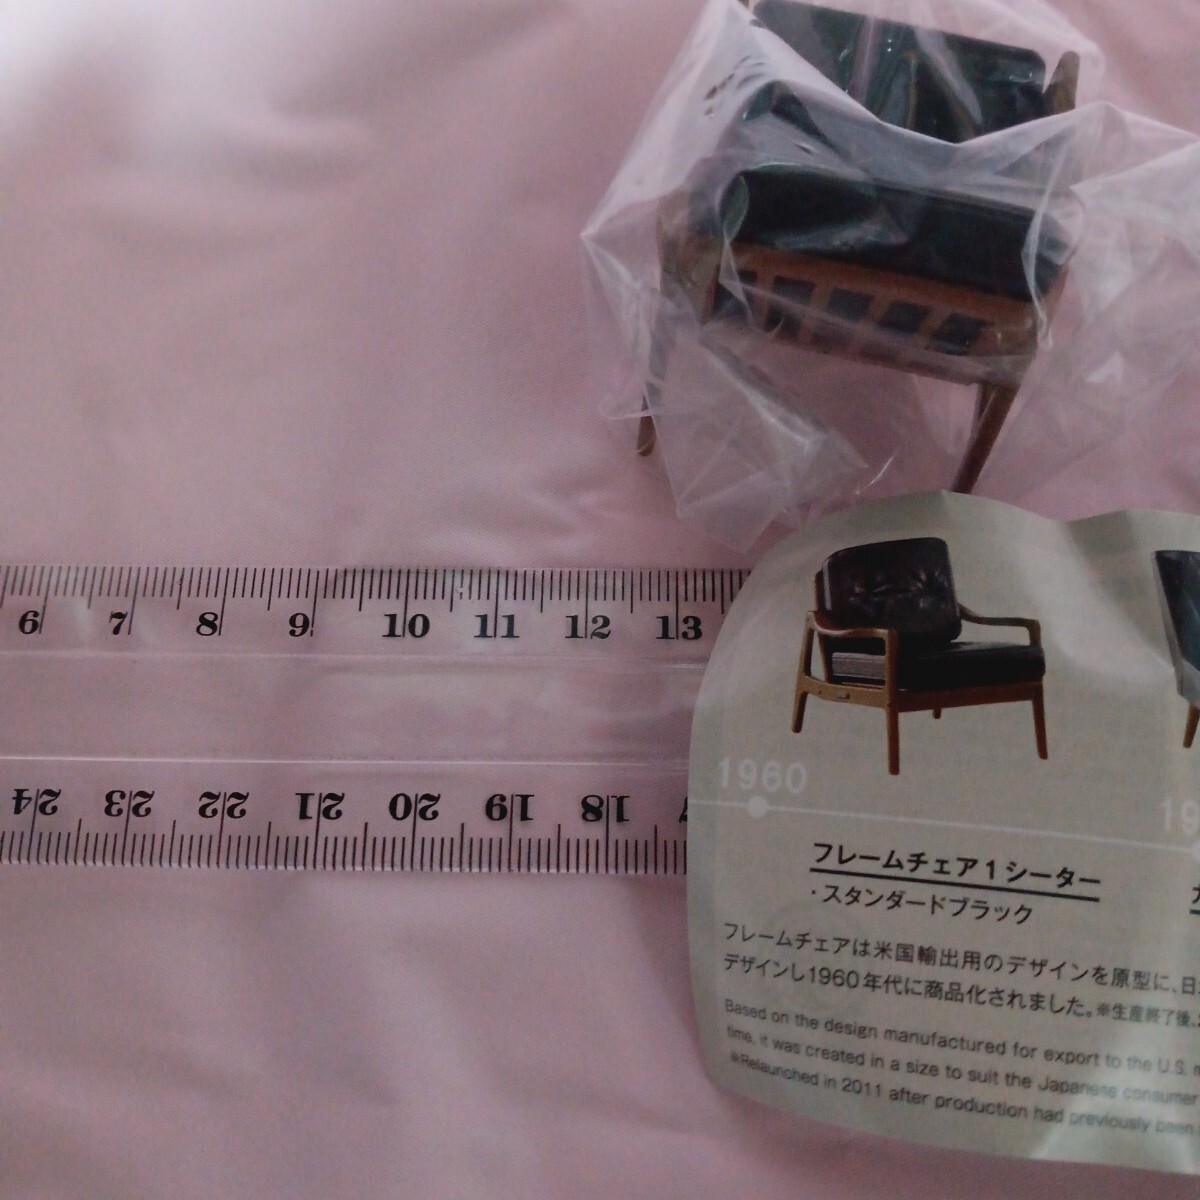 6 7 8 9 10 11 12 13
24 23 22 21 20 19 18
1960
フレームチェア1シーター
・スタンダードブラック
フレームチェアは米国輸出用のデザインを原型に、日
デザインし1960年代に商品化されました。※生産終了後、
Based on the design manufactured for export to the U.S.
time, it was created in a size to suit the Japanese consumer
※Relaunched in 2011 after production had previously been